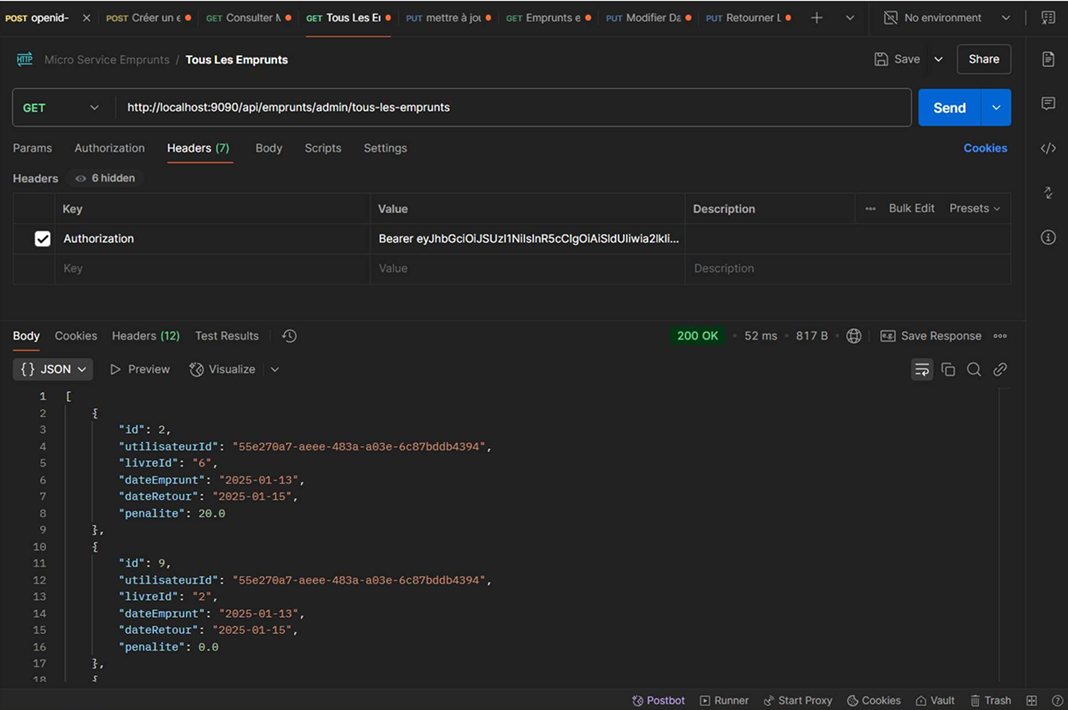 POST openid- POST Créer un e GET Consulter M GET Tous Les Er PUT mettre à jou GET Emprunts e PUT Modifier Da PUT Retourner L No environment
HTTP Micro Service Emprunts / Tous Les Emprunts Save Share
GET http://localhost:9090/api/emprunts/admin/tous-les-emprunts Send
Params Authorization Headers (7) Body Scripts Settings Cookies
Headers 6 hidden
Key Value Description Bulk Edit Presets
Authorization Bearer
Key Value Description
Body Cookies Headers (12) Test Results 200 OK 52 ms 817 B e.g. Save Response
{} JSON Preview Visualize
1 [
2 {
3 "id": 2,
4 "utilisateurId": "55e270a7-aeee-483a-a03e-6c87bddb4394",
5 "livreId": "6",
6 "dateEmprunt": "2025-01-13",
7 "dateRetour": "2025-01-15",
8 "penalite": 20.0
9 },
10 {
11 "id": 9,
12 "utilisateurId": "55e270a7-aeee-483a-a03e-6c87bddb4394",
13 "livreId": "2",
14 "dateEmprunt": "2025-01-13",
15 "dateRetour": "2025-01-15",
16 "penalite": 0.0
17 },
18 {
Postbot Runner Start Proxy Cookies Vault Trash